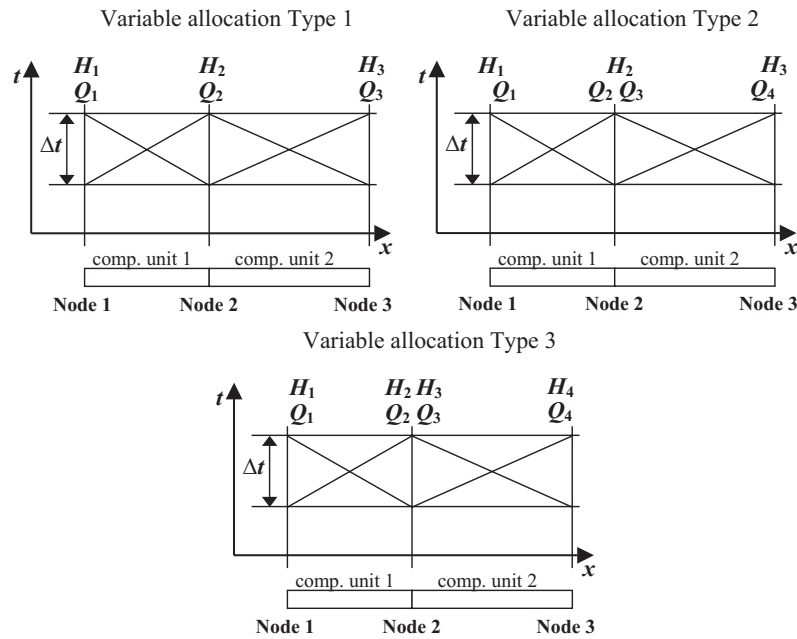 Variable allocation Type 1
t
H1 H2 H3
Q1 Q2 Q3
Δt
x
comp. unit 1 comp. unit 2
Node 1 Node 2 Node 3
Variable allocation Type 2
t
H1 H2 H3
Q1 Q2 Q3 Q4
Δt
x
comp. unit 1 comp. unit 2
Node 1 Node 2 Node 3
Variable allocation Type 3
t
H1 H2 H3 H4
Q1 Q2 Q3 Q4
Δt
x
comp. unit 1 comp. unit 2
Node 1 Node 2 Node 3